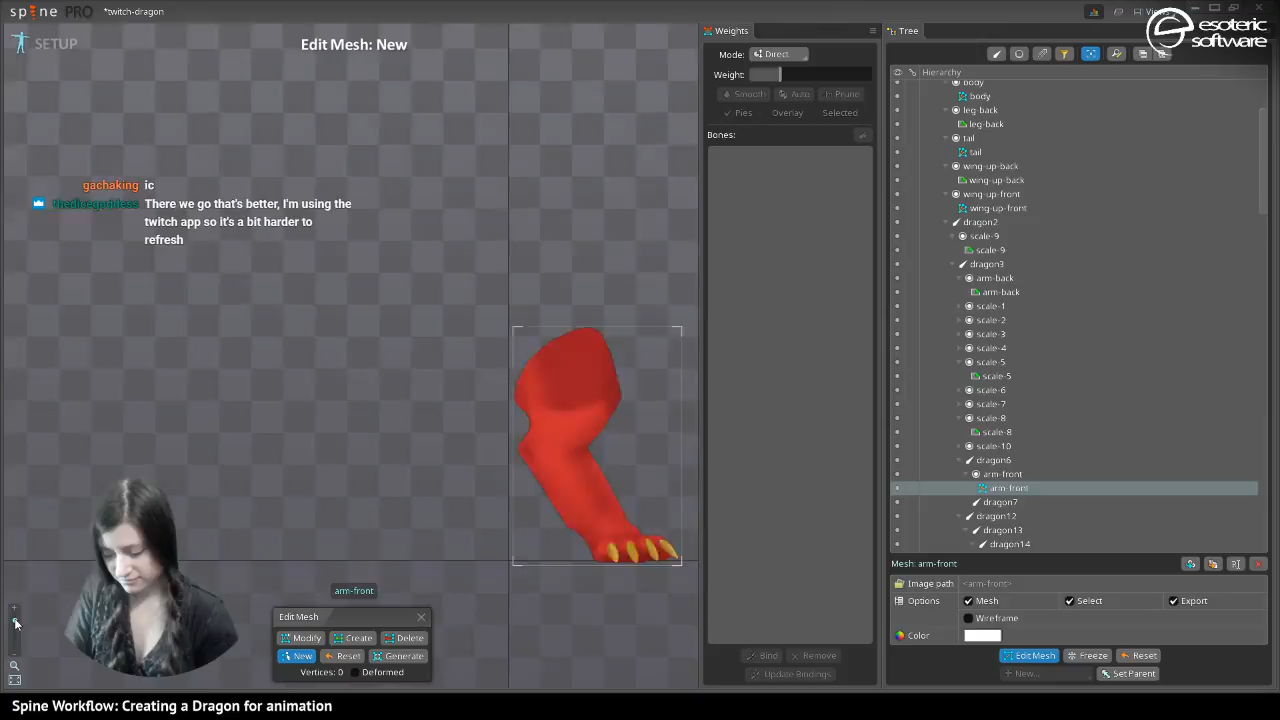 spine PRO
*twitch-dragon
Views
esoteric software
SETUP
Edit Mesh: New
gachaking ic
thedicegoddess There we go that's better, I'm using the
twitch app so it's a bit harder to
refresh
arm-front
Edit Mesh
Modify
Create
Delete
New
Reset
Generate
Vertices: 0
Deformed
Weights
Mode: Direct
Weight:
Smooth
Auto
Prune
Pies
Overlay
Selected
Bones:
Bind
Remove
Update Bindings
Tree
Hierarchy
body
body
leg-back
leg-back
tail
tail
wing-up-back
wing-up-back
wing-up-front
wing-up-front
dragon2
scale-9
scale-9
dragon3
arm-back
arm-back
scale-1
scale-2
scale-3
scale-4
scale-5
scale-5
scale-6
scale-7
scale-8
scale-8
scale-10
dragon6
arm-front
arm-front
dragon7
dragon12
dragon13
dragon14
Mesh: arm-front
Image path <arm-front>
Options
Mesh
Select
Export
Wireframe
Color
Edit Mesh
Freeze
Reset
New...
Set Parent
Spine Workflow: Creating a Dragon for animation